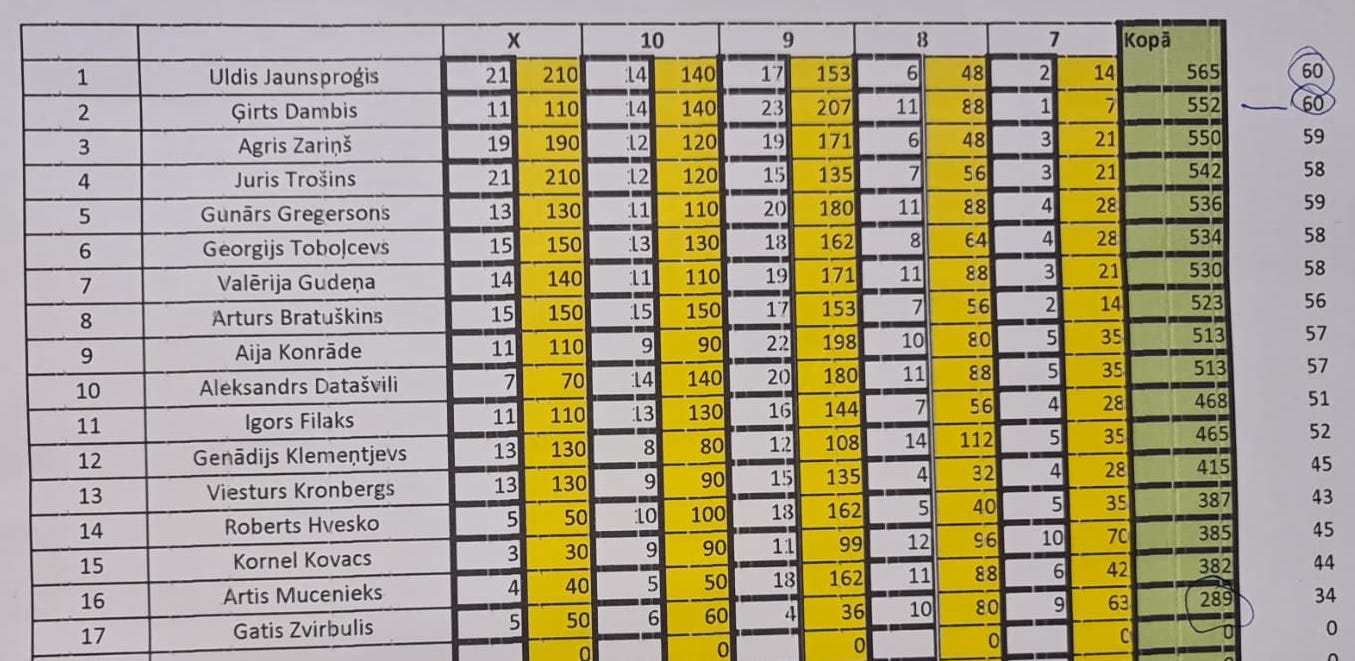 X 10 9 8 7 Kopā
1 Uldis Jaunsproģis 21 210 14 140 17 153 6 48 2 14 565 60
2 Ģirts Dambis 11 110 14 140 23 207 11 88 1 7 552 60
3 Agris Zariņš 19 190 12 120 19 171 6 48 3 21 550 59
4 Juris Trošins 21 210 12 120 15 135 7 56 3 21 542 58
5 Gunārs Gregersons 13 130 11 110 20 180 11 88 4 28 536 59
6 Georgijs Toboļcevs 15 150 13 130 18 162 8 64 4 28 534 58
7 Valērija Gudeņa 14 140 11 110 19 171 11 88 3 21 530 58
8 Arturs Bratuškins 15 150 15 150 17 153 7 56 2 14 523 56
9 Aija Konrāde 11 110 9 90 22 198 10 80 5 35 513 57
10 Aleksandrs Datašvili 7 70 14 140 20 180 11 88 5 35 513 57
11 Igors Filaks 11 110 13 130 16 144 7 56 4 28 468 51
12 Genādijs Klemeņtjevs 13 130 8 80 12 108 14 112 5 35 465 52
13 Viesturs Kronbergs 13 130 9 90 15 135 4 32 4 28 415 45
14 Roberts Hvesko 5 50 10 100 18 162 5 40 5 35 387 43
15 Kornel Kovacs 3 30 9 90 11 99 12 96 10 70 385 45
16 Artis Mucenieks 4 40 5 50 18 162 11 88 6 42 382 44
17 Gatis Zvirbulis 5 50 6 60 4 36 10 80 9 63 289 34
0 0 0 0 0 0 0